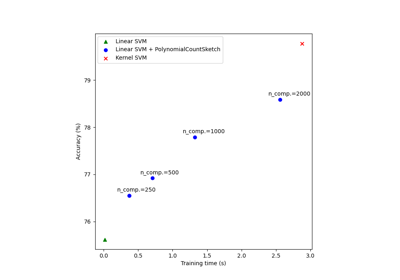 Linear SVM
Linear SVM + PolynomialCountSketch
Kernel SVM
79
n_comp.=2000
78
n_comp.=1000
Accuracy (%)
77
n_comp.=500
n_comp.=250
76
0.0 0.5 1.0 1.5 2.0 2.5 3.0
Training time (s)